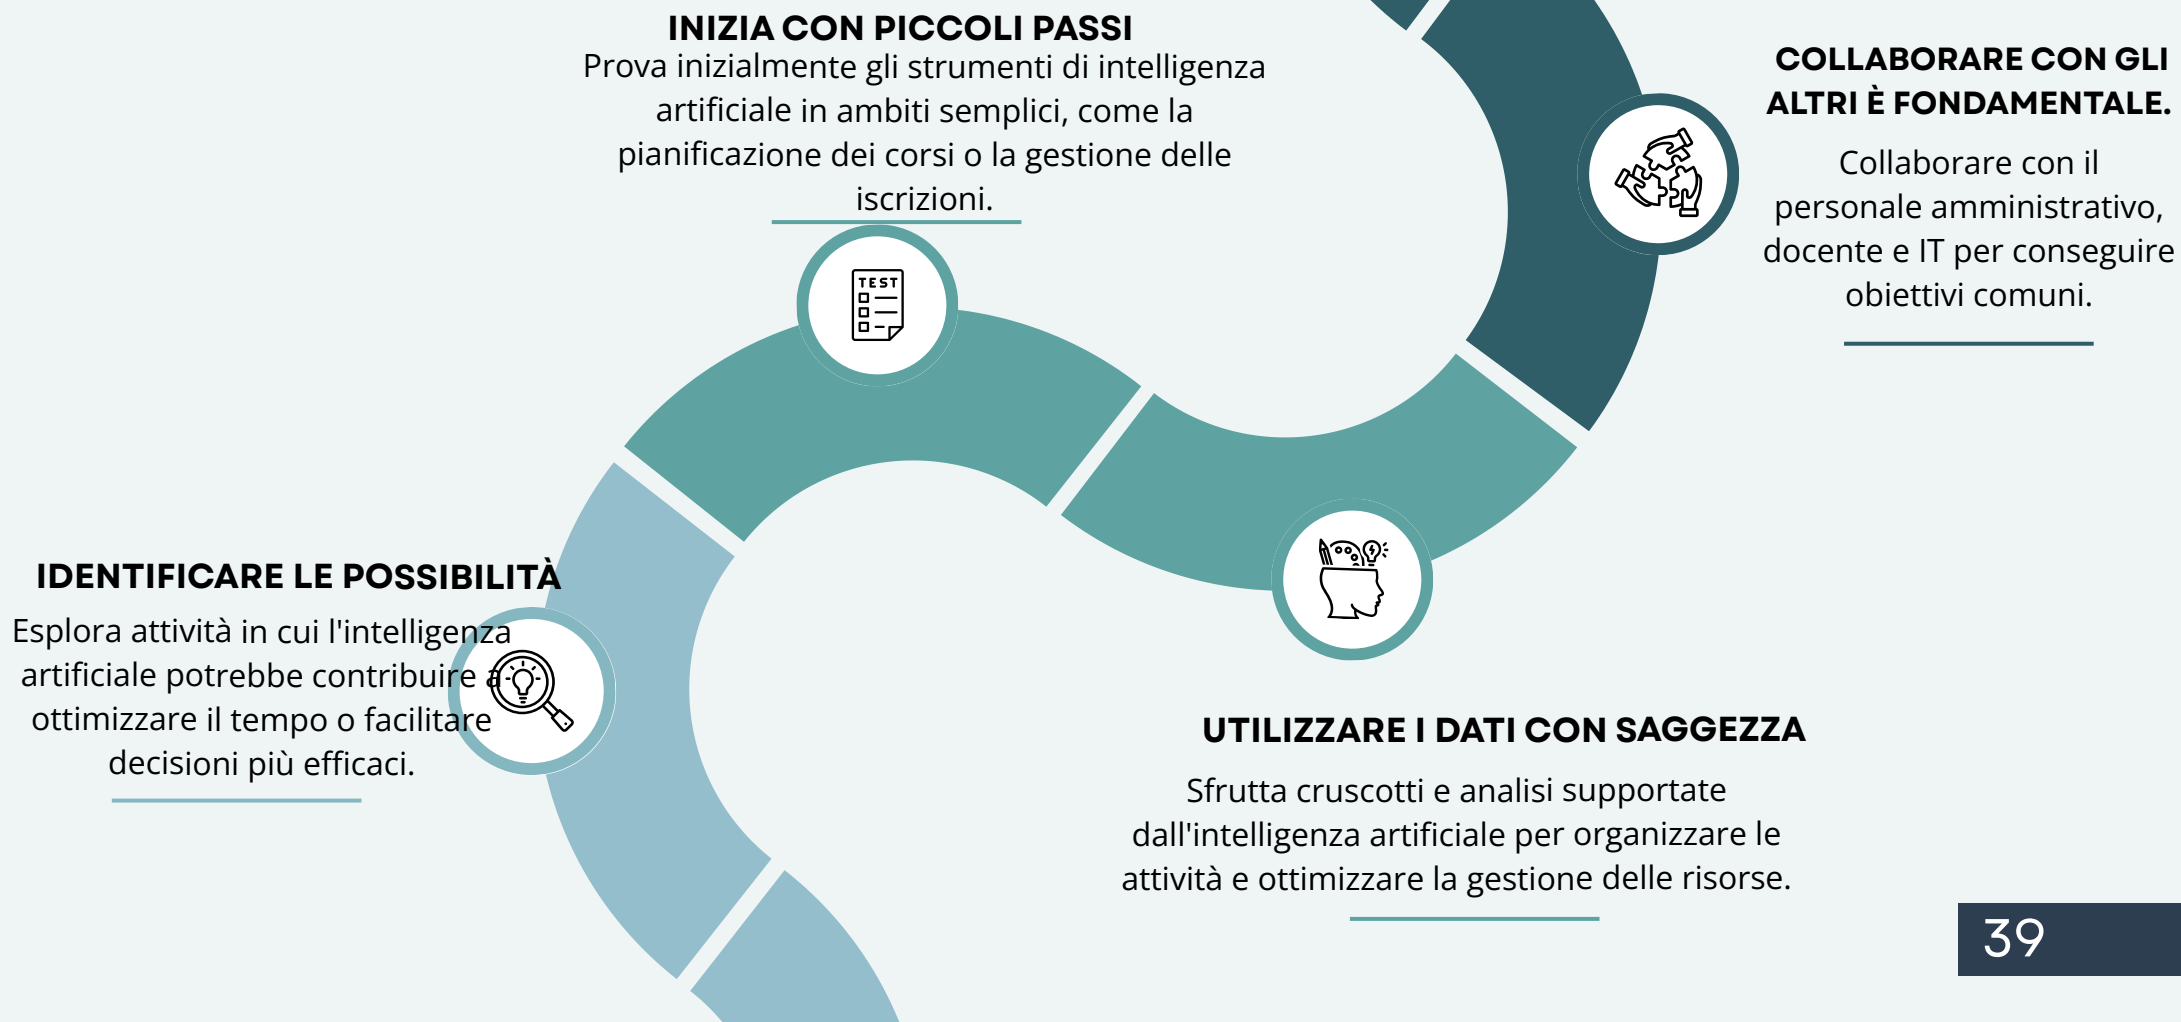 INIZIA CON PICCOLI PASSI
Prova inizialmente gli strumenti di intelligenza
artificiale in ambiti semplici, come la
pianificazione dei corsi o la gestione delle
iscrizioni.
COLLABORARE CON GLI
ALTRI È FONDAMENTALE.
Collaborare con il
personale amministrativo,
docente e IT per conseguire
obiettivi comuni.
TEST
IDENTIFICARE LE POSSIBILITÀ
Esplora attività in cui l'intelligenza
artificiale potrebbe contribuire a
ottimizzare il tempo o facilitare
decisioni più efficaci.
UTILIZZARE I DATI CON SAGGEZZA
Sfrutta cruscotti e analisi supportate
dall'intelligenza artificiale per organizzare le
attività e ottimizzare la gestione delle risorse.
39